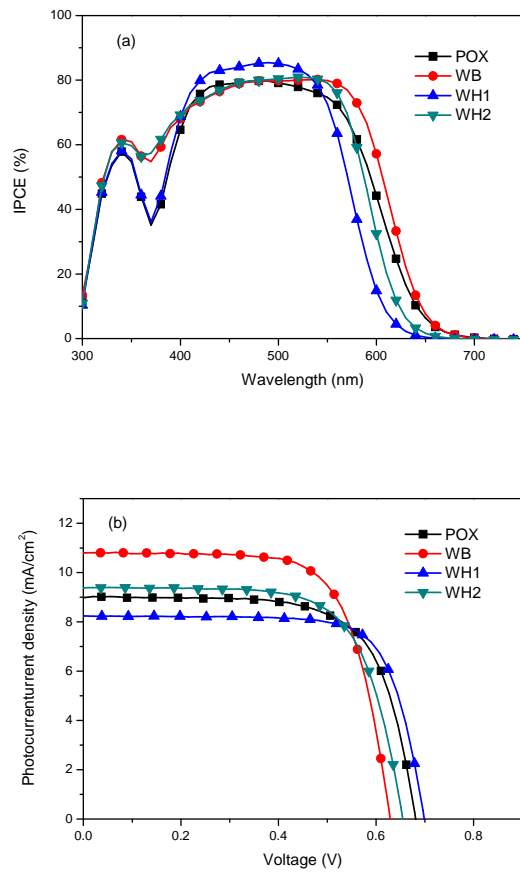 100
(a)
POX
WB
WH1
WH2
80
60
40
20
0
IPCE (%)
300 400 500 600 700
Wavelength (nm)
(b)
POX
WB
WH1
WH2
12
10
8
6
4
2
0
Photocurrenturrent density (mA/cm²)
0.0 0.2 0.4 0.6 0.8
Voltage (V)